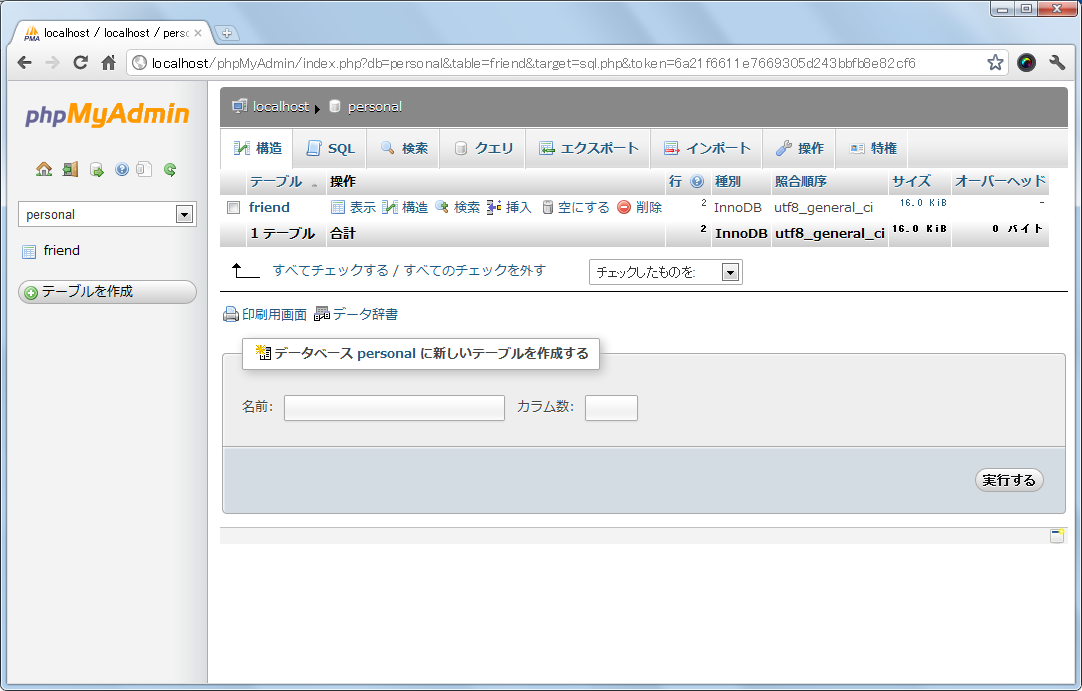 localhost / localhost / perso
localhost/phpMyAdmin/index.php?db=personal&table=friend&target=sql.php&token=6a21f6611e7669305d243bbfb8e82cf6
phpMyAdmin
personal
friend
テーブルを作成
localhost personal
構造 SQL 検索 クエリ エクスポート インポート 操作 特権
テーブル 操作 行 種別 照合順序 サイズ オーバーヘッド
friend 表示 構造 検索 挿入 空にする 削除 2 InnoDB utf8_general_ci 16.0 KiB -
1 テーブル 合計 2 InnoDB utf8_general_ci 16.0 KiB 0 バイト
すべてチェックする / すべてのチェックを外す チェックしたものを:
印刷用画面 データ辞書
データベース personal に新しいテーブルを作成する
名前: カラム数:
実行する